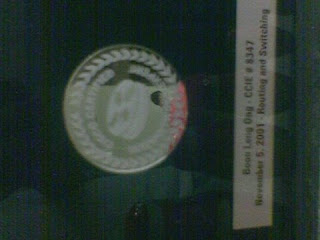 Boon Leng Ong - CCIE # 8347
November 5, 2001 Routing and Switching